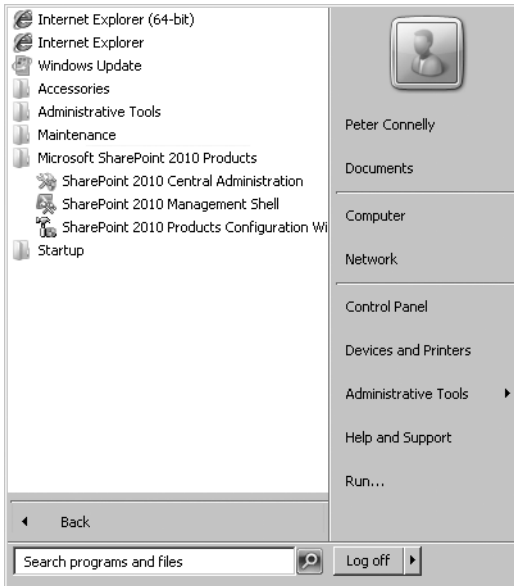 Internet Explorer (64-bit)
Internet Explorer
Windows Update
Accessories
Administrative Tools
Maintenance
Microsoft SharePoint 2010 Products
SharePoint 2010 Central Administration
SharePoint 2010 Management Shell
SharePoint 2010 Products Configuration Wi
Startup
Back
Search programs and files
Peter Connelly
Documents
Computer
Network
Control Panel
Devices and Printers
Administrative Tools
Help and Support
Run...
Log off